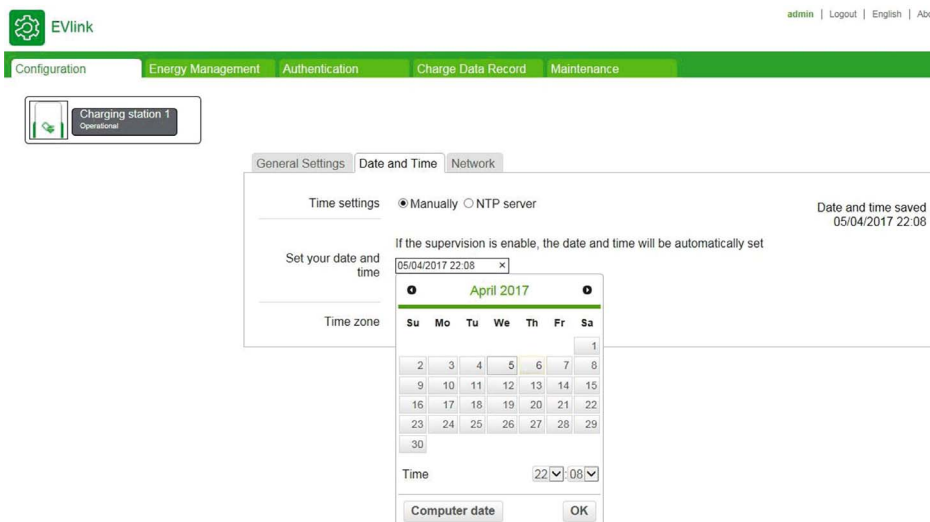 admin | Logout | English |
EVlink
Configuration Energy Management Authentication Charge Data Record Maintenance
Charging station 1
Operational
General Settings Date and Time Network
Time settings Manually NTP server
Date and time saved
05/04/2017 22:08
If the supervision is enable, the date and time will be automatically set
Set your date and
time
05/04/2017 22:08 ×
April 2017
Time zone
Su Mo Tu We Th Fr Sa
1
2 3 4 5 6 7 8
9 10 11 12 13 14 15
16 17 18 19 20 21 22
23 24 25 26 27 28 29
30
Time 22 : 08
Computer date OK